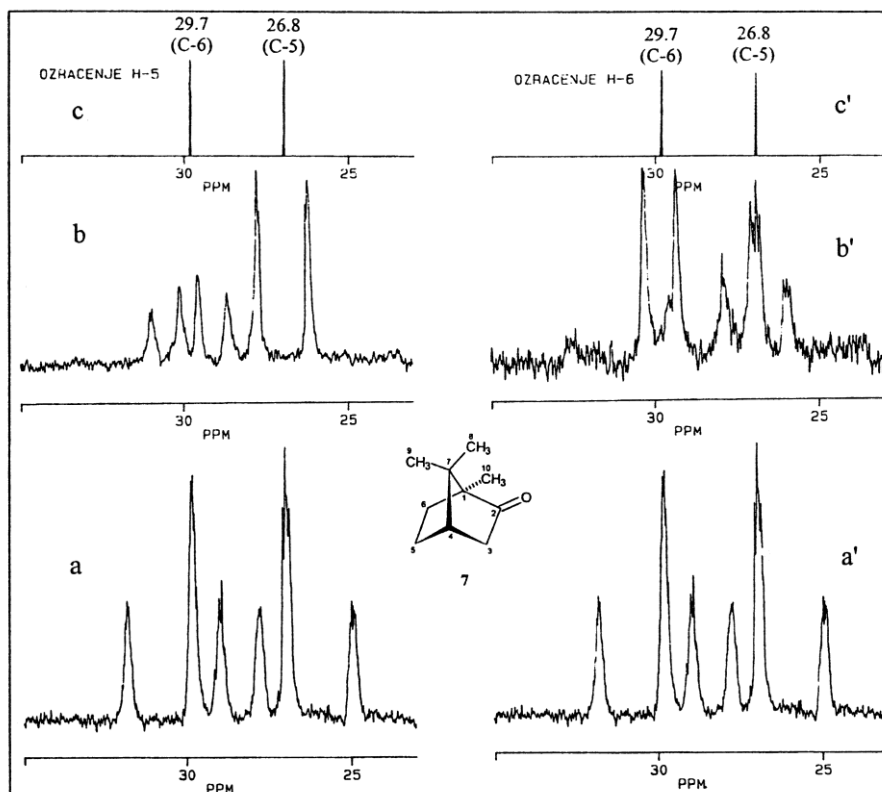 29.7 26.8
(C-6) (C-5)
OZRACENJE H-5
c
30 25
PPM
b
30 25
PPM
a
30 25
PPM
29.7 26.8
(C-6) (C-5)
OZRACENJE H-6
c'
30 25
PPM
b'
30 25
PPM
a'
30 25
PPM
8
CH₃
9
CH₃
7
10
CH₃
6
1
O
2
5
4
3
7